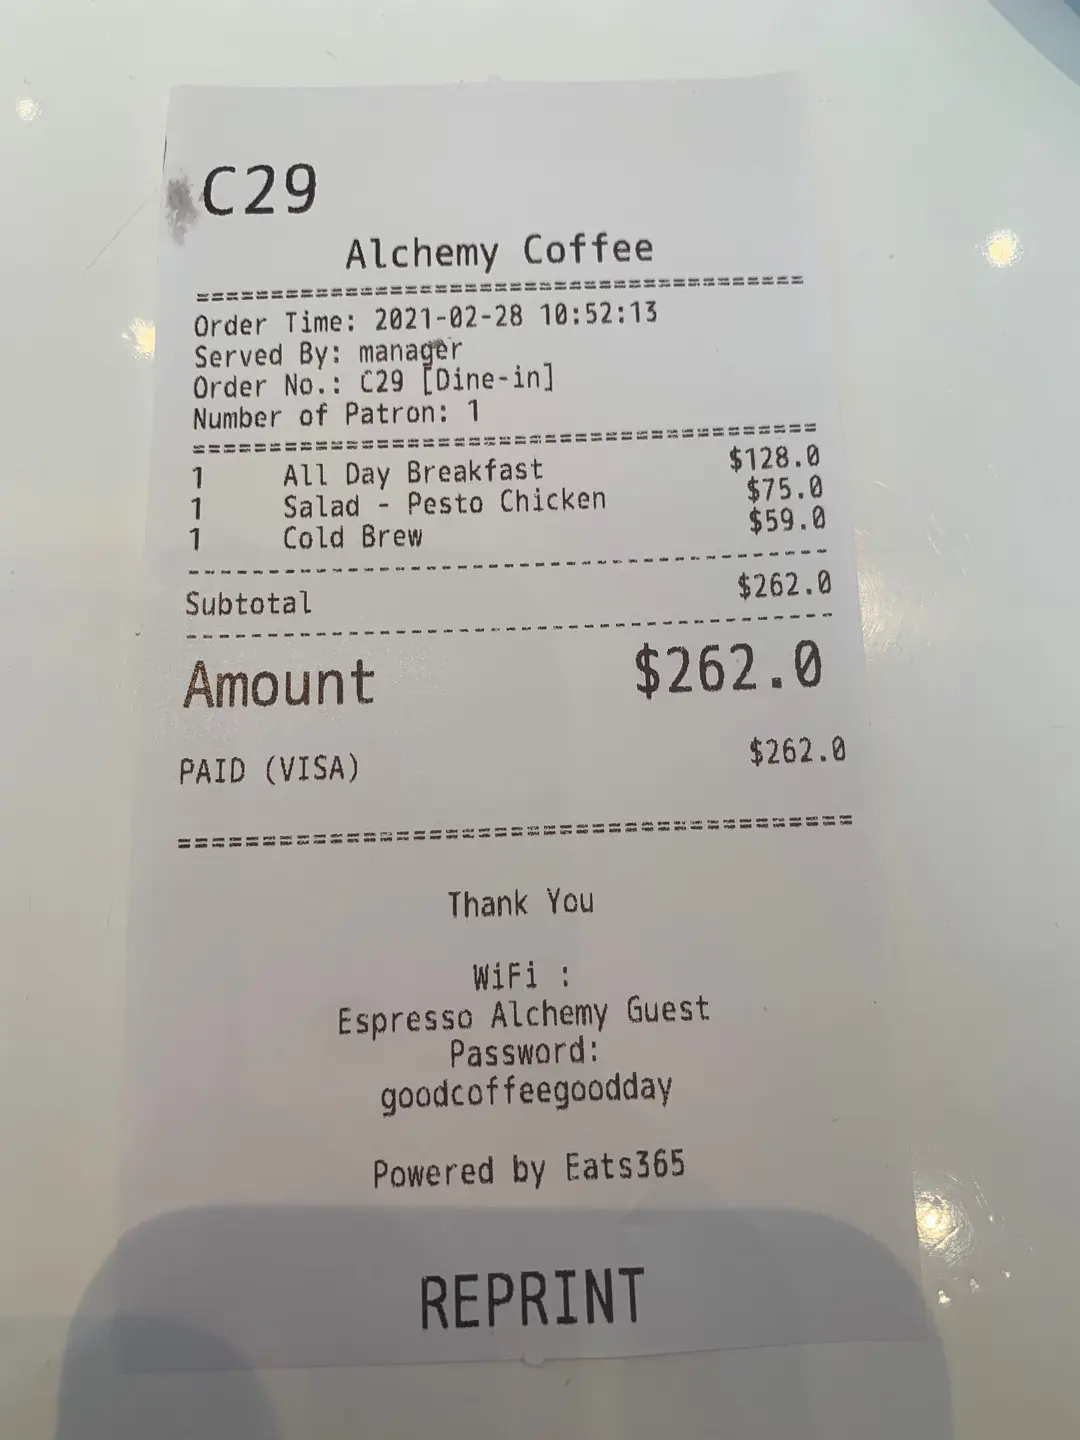 C29
Alchemy Coffee
=========================================
Order Time: 2021-02-28 10:52:13
Served By: manager
Order No.: C29 [Dine-in]
Number of Patron: 1
=========================================
1 All Day Breakfast $128.0
1 Salad - Pesto Chicken $75.0
1 Cold Brew $59.0
-----------------------------------------
Subtotal $262.0
-----------------------------------------
Amount $262.0
PAID (VISA) $262.0
=========================================
Thank You
WiFi :
Espresso Alchemy Guest
Password:
goodcoffeegoodday
Powered by Eats365
REPRINT